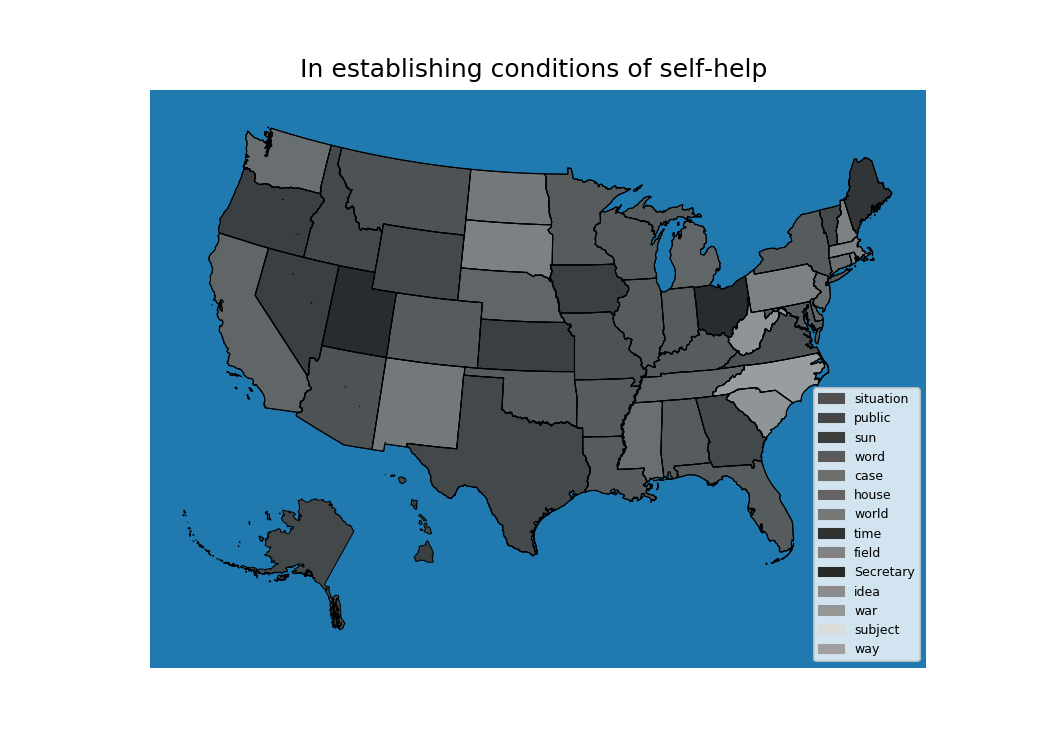 In establishing conditions of self-help
situation
public
sun
word
case
house
world
time
field
Secretary
idea
war
subject
way